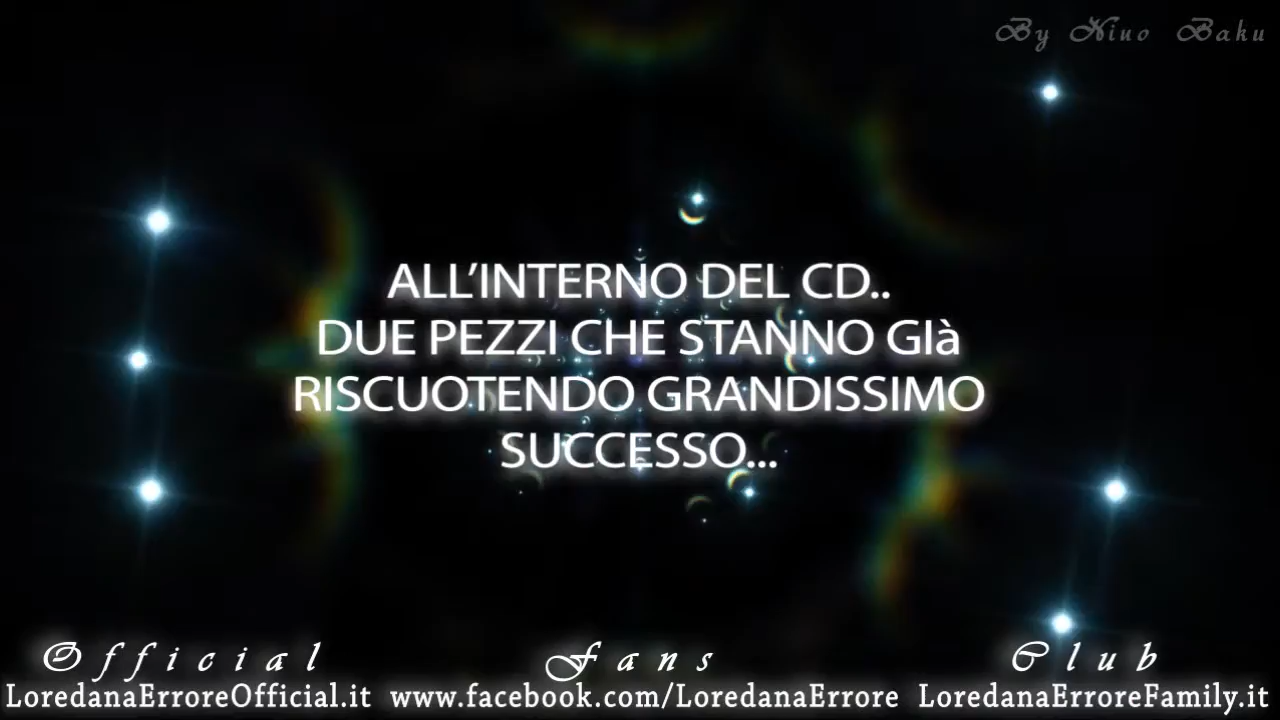 By Nino Baku
ALL'INTERNO DEL CD..
DUE PEZZI CHE STANNO GIà
RISCUOTENDO GRANDISSIMO
SUCCESSO...
Official Fans Club
LoredanaErroreOfficial.it www.facebook.com/LoredanaErrore LoredanaErroreFamily.it